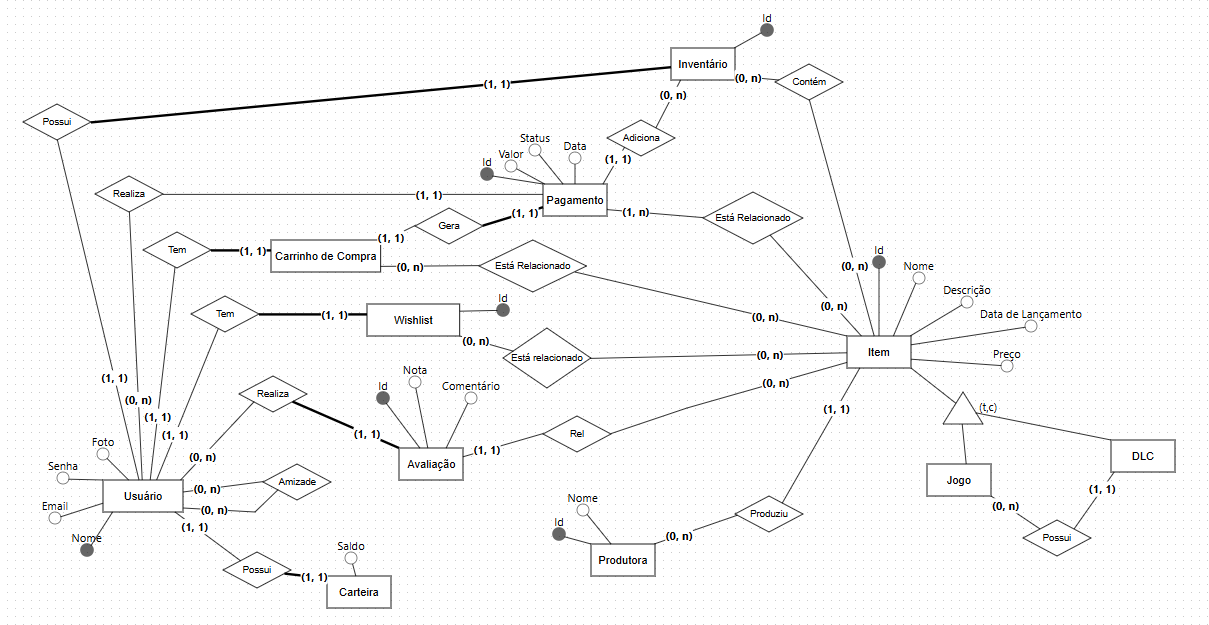 Id
Inventário
(0, n)
Contém
(1, 1)
(0, n)
Possui
Adiciona
Status
Data
Valor
(1, 1)
Id
Realiza
(1, 1)
Pagamento
(1, n)
Está Relacionado
(1, 1)
Gera
(1, 1)
Tem
(1, 1)
Carrinho de Compra
(0, n)
Está Relacionado
(0, n)
Id
Nome
Descrição
Data de Lançamento
(0, n)
Id
Tem
(1, 1)
Wishlist
(0, n)
(0, n)
Está relacionado
(0, n)
Item
Preço
(1, 1)
(0, n)
(1, 1)
(1, 1)
Realiza
Id
Nota
Comentário
(0, n)
(1, 1)
(t,c)
(1, 1)
Rel
(1, 1)
Avaliação
(0, n)
Foto
Senha
Email
Nome
Usuário
(0, n)
Amizade
(0, n)
(1, 1)
Possui
(1, 1)
Saldo
Carteira
Nome
Id
Produtora
(0, n)
Produziu
Jogo
DLC
(0, n)
(1, 1)
Possui